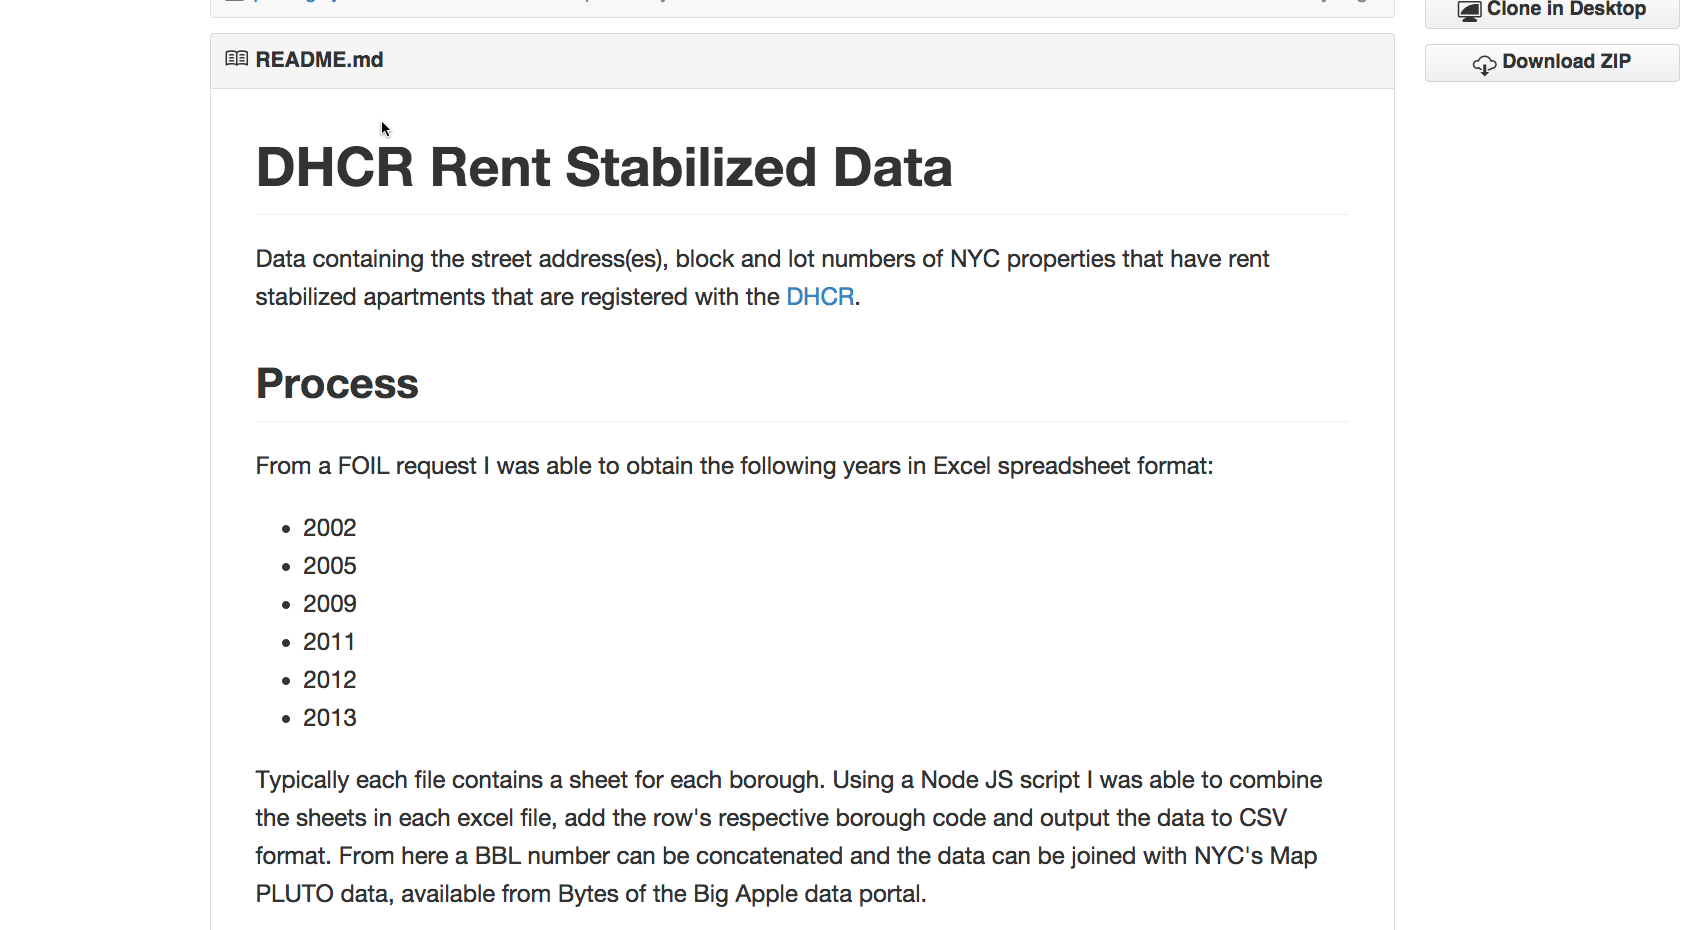 Clone in Desktop
README.md
Download ZIP
DHCR Rent Stabilized Data
Data containing the street address(es), block and lot numbers of NYC properties that have rent
stabilized apartments that are registered with the DHCR.
Process
From a FOIL request I was able to obtain the following years in Excel spreadsheet format:
• 2002
• 2005
• 2009
• 2011
• 2012
• 2013
Typically each file contains a sheet for each borough. Using a Node JS script I was able to combine
the sheets in each excel file, add the row's respective borough code and output the data to CSV
format. From here a BBL number can be concatenated and the data can be joined with NYC's Map
PLUTO data, available from Bytes of the Big Apple data portal.